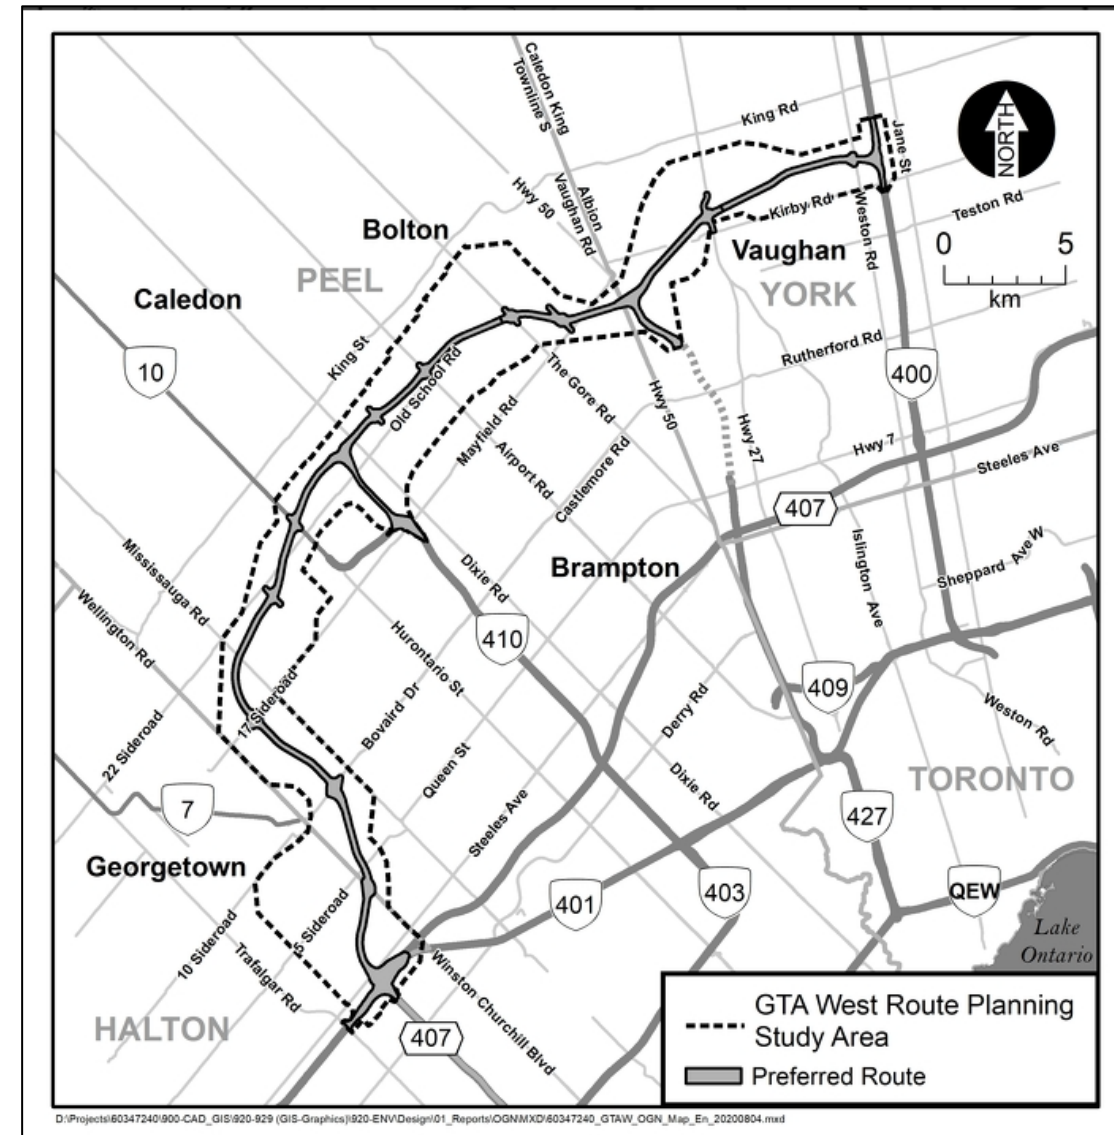 Caledon King
Townline S
King Rd
Jane St
NORTH
Hwy 50
Albion
Vaughan Rd
Kirby Rd
Weston Rd
Teston Rd
Bolton
Vaughan
0 5
km
PEEL
YORK
Caledon
King St
10
Old School Rd
The Gore Rd
Rutherford Rd
400
Mayfield Rd
Hwy 50
Hwy 27
Hwy 7
Steeles Ave
Airport Rd
Castlemore Rd
407
Mississauga Rd
Brampton
Dixie Rd
Islington Ave
Sheppard Ave W
Wellington Rd
410
Hurontario St
409
17 Sideroad
22 Sideroad
Bovaird Dr
Derry Rd
Weston Rd
Queen St
TORONTO
7
Dixie Rd
427
Steeles Ave
Georgetown
401
403
QEW
10 Sideroad
5 Sideroad
Lake
Ontario
Trafalgar Rd
Winston Churchill Blvd
HALTON
407
GTA West Route Planning
Study Area
Preferred Route
D:\Projects\60347240\900-CAD_GIS\920-929 (GIS-Graphics)\920-ENV\Design\01_Reports\OGN\MXD\60347240_GTAW_OGN_Map_En_20200804.mxd